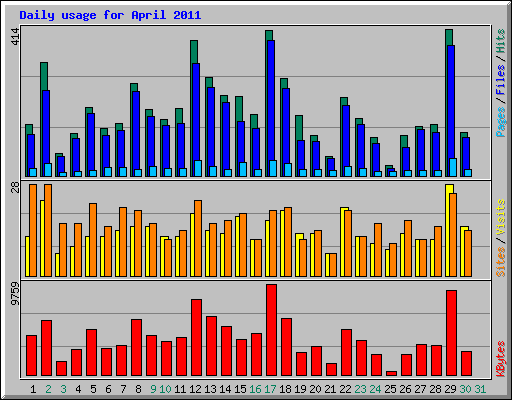 Daily usage for April 2011
414
Pages / Files / Hits
28
Sites / Visits
9759
KBytes
1 2 3 4 5 6 7 8 9 10 11 12 13 14 15 16 17 18 19 20 21 22 23 24 25 26 27 28 29 30 31